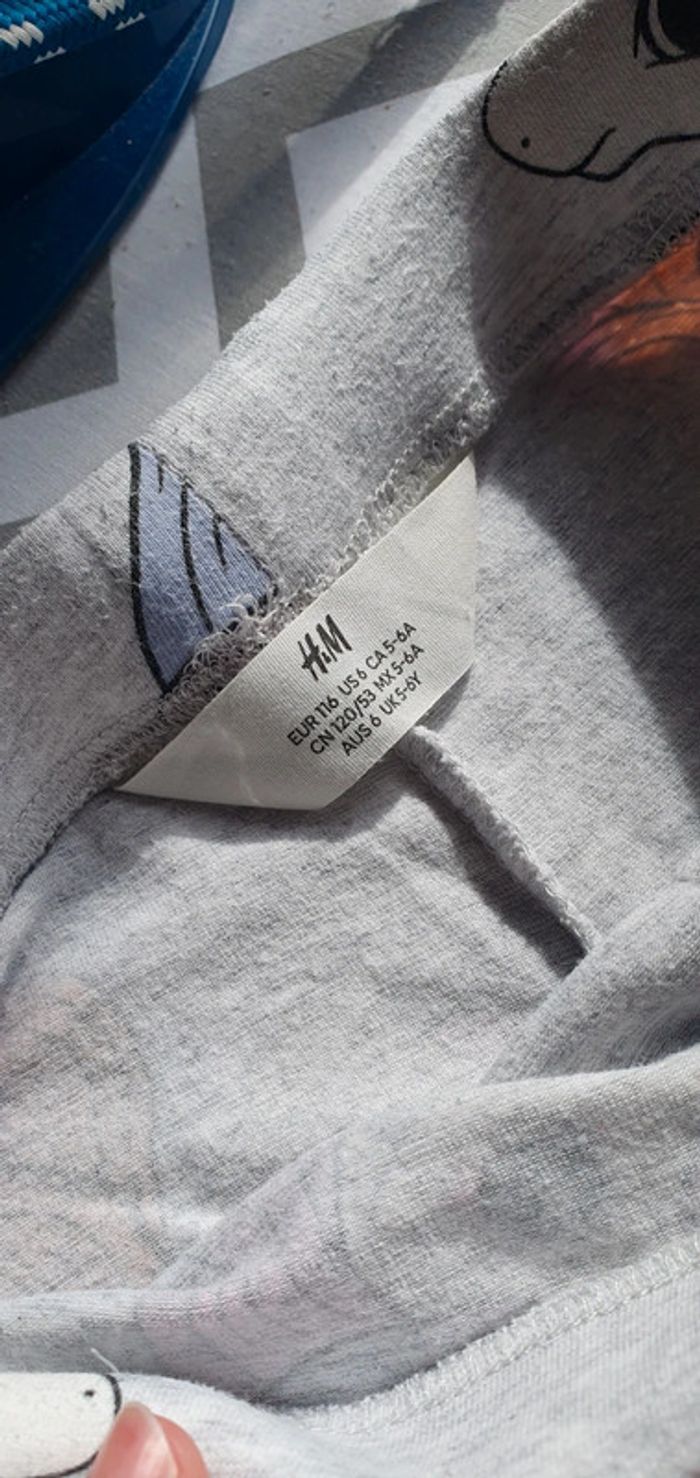 H&M
EUR 116 US 6 CA 5-6A
CN 120/53 MX 5-6A
AUS 6 UK 5-6Y